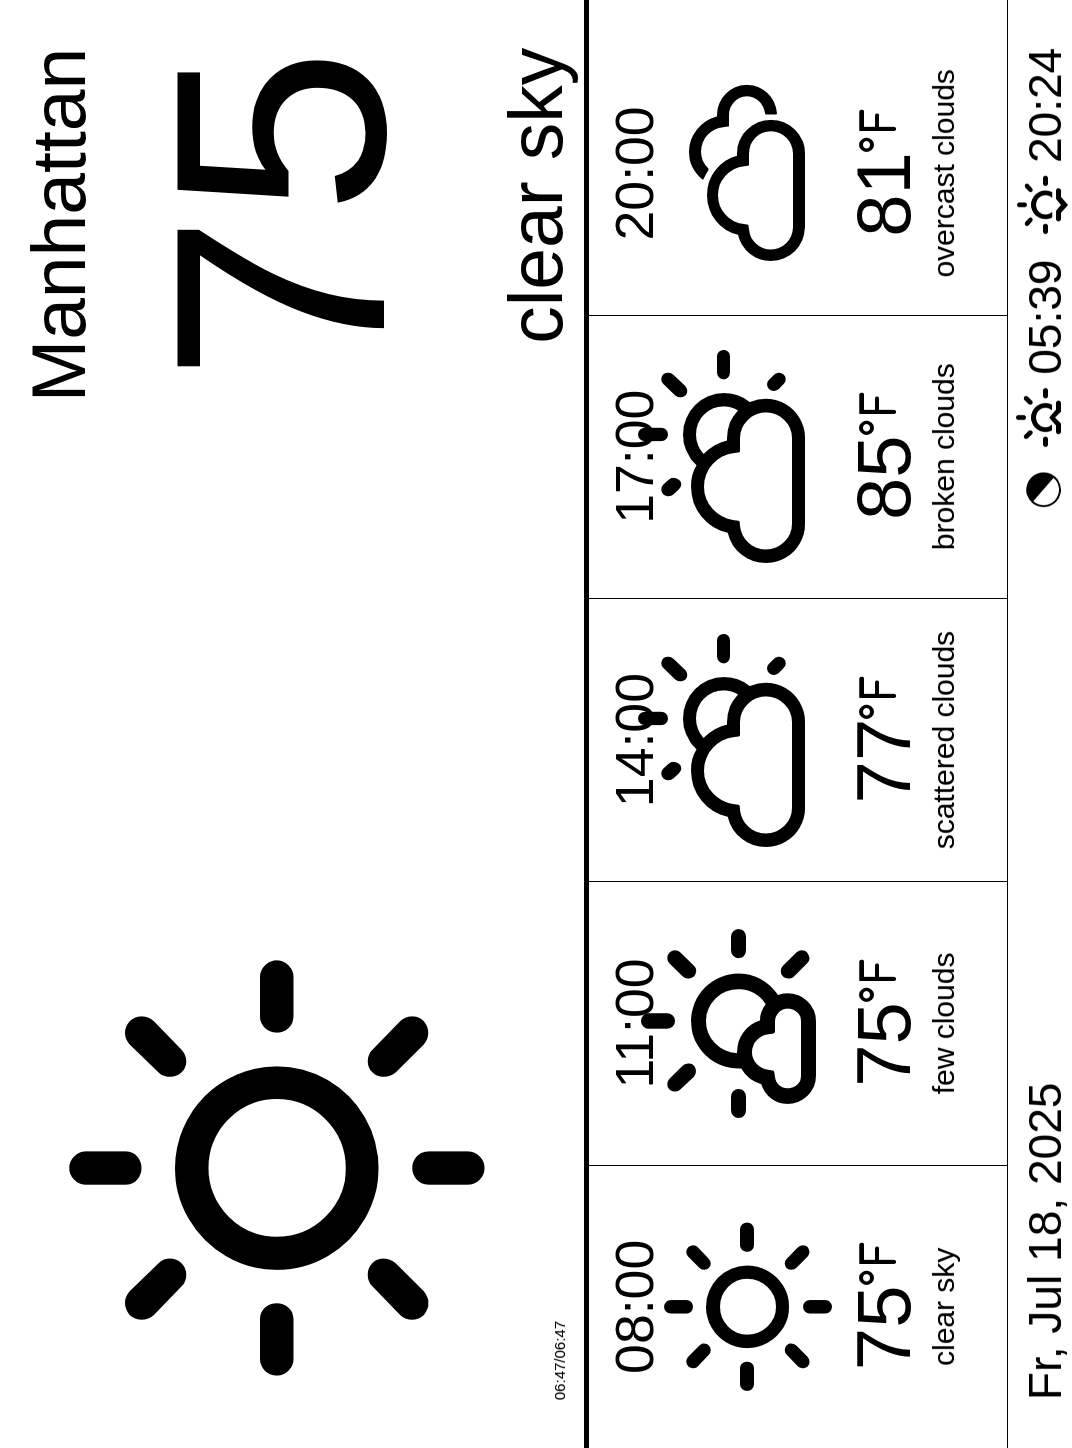 Manhattan
75
clear sky
06:47/06:47
08:00
75°F
clear sky
11:00
75°F
few clouds
14:00
77°F
scattered clouds
17:00
85°F
broken clouds
20:00
81°F
overcast clouds
Fr, Jul 18, 2025
05:39
20:24